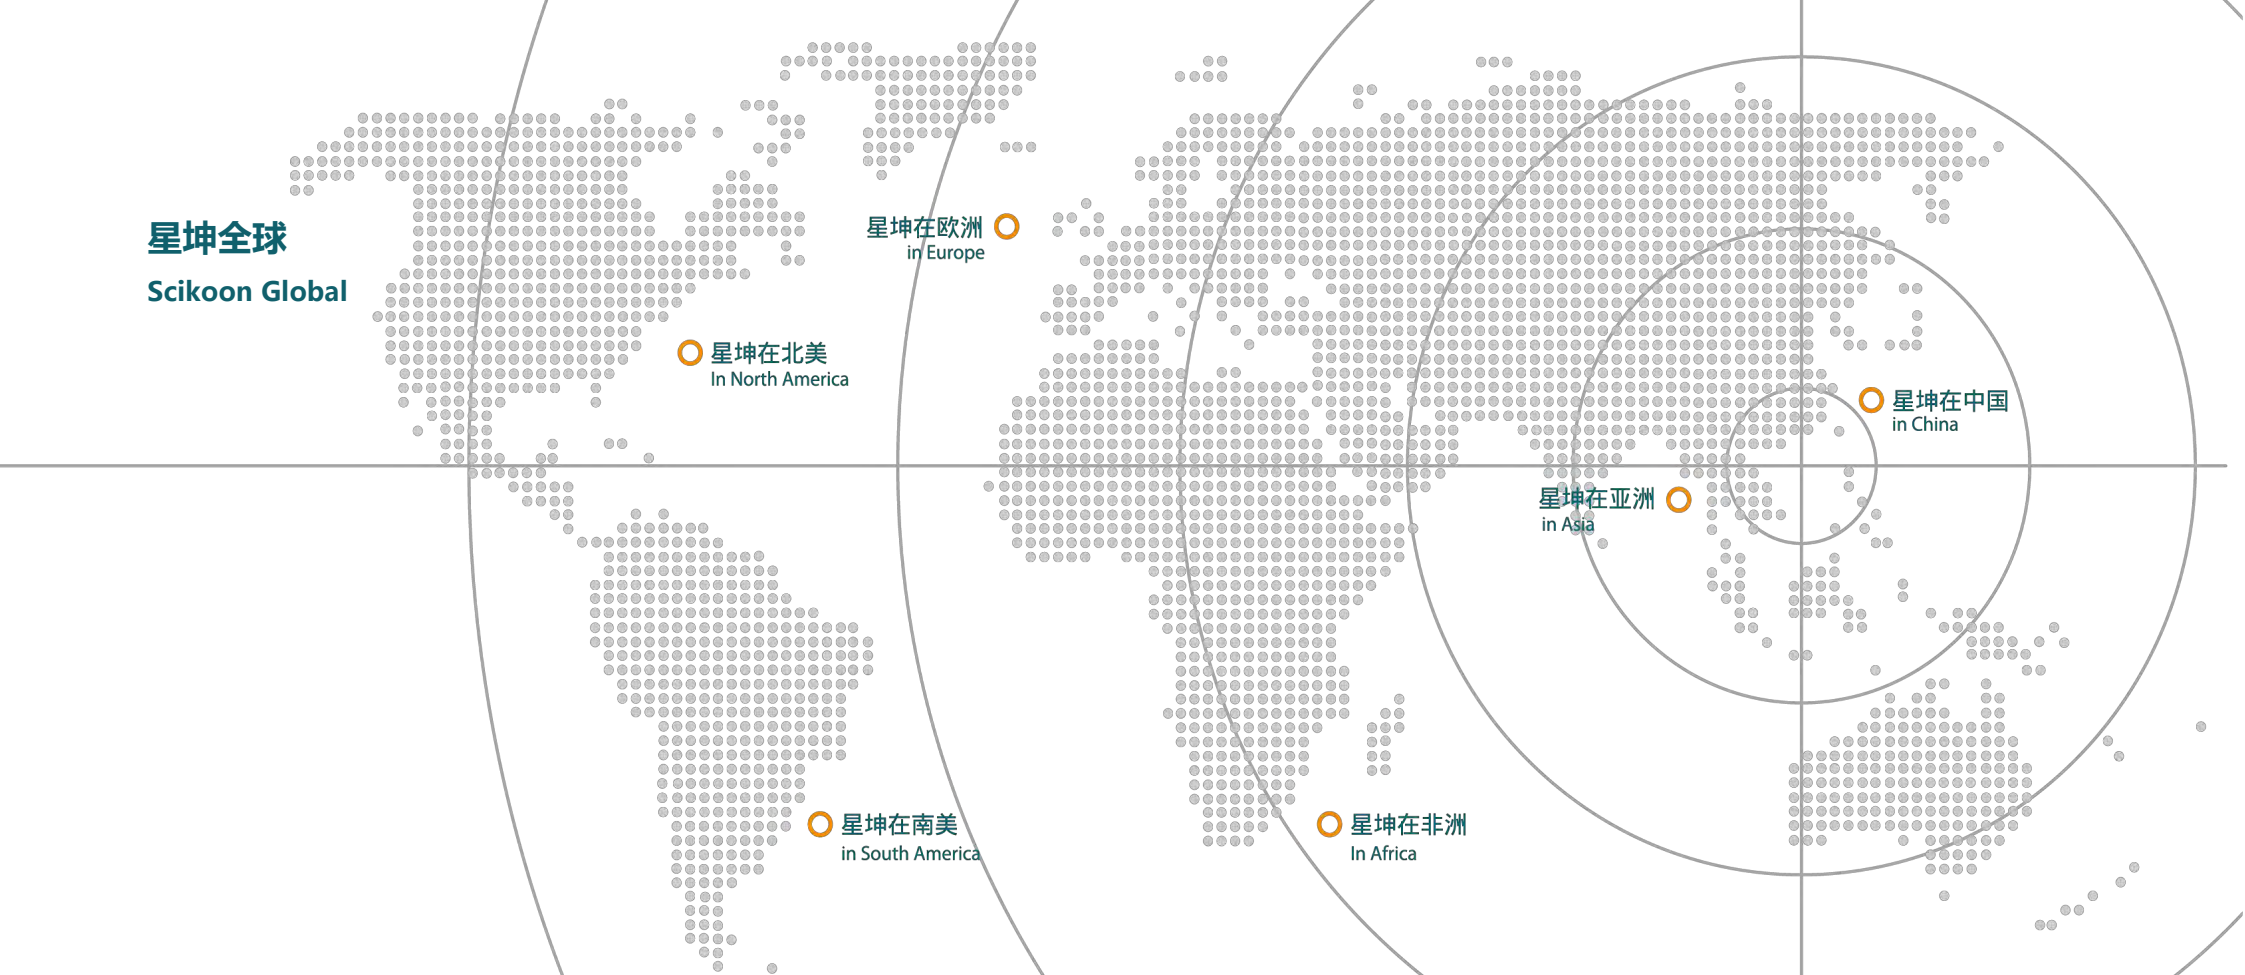 星坤全球
Scikoon Global
星坤在欧洲
in Europe
星坤在北美
In North America
星坤在中国
in China
星坤在亚洲
in Asia
星坤在南美
in South America
星坤在非洲
In Africa